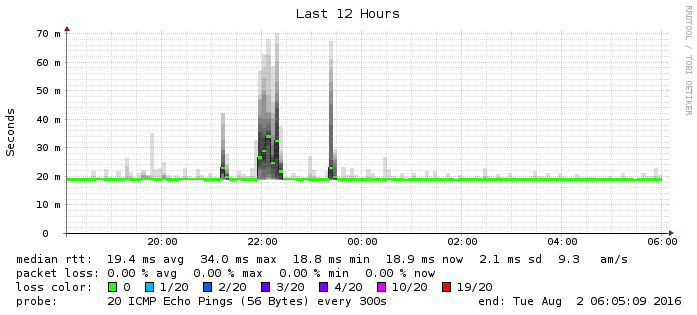 Last 12 Hours
RRDTOOL / TOBI OETIKER
Seconds
70 m
60 m
50 m
40 m
30 m
20 m
10 m
0
20:00 22:00 00:00 02:00 04:00 06:00
median rtt: 19.4 ms avg 34.0 ms max 18.8 ms min 18.9 ms now 2.1 ms sd 9.3 am/s
packet loss: 0.00 % avg 0.00 % max 0.00 % min 0.00 % now
loss color: 0 1/20 2/20 3/20 4/20 10/20 19/20
probe: 20 ICMP Echo Pings (56 Bytes) every 300s end: Tue Aug 2 06:05:09 2016